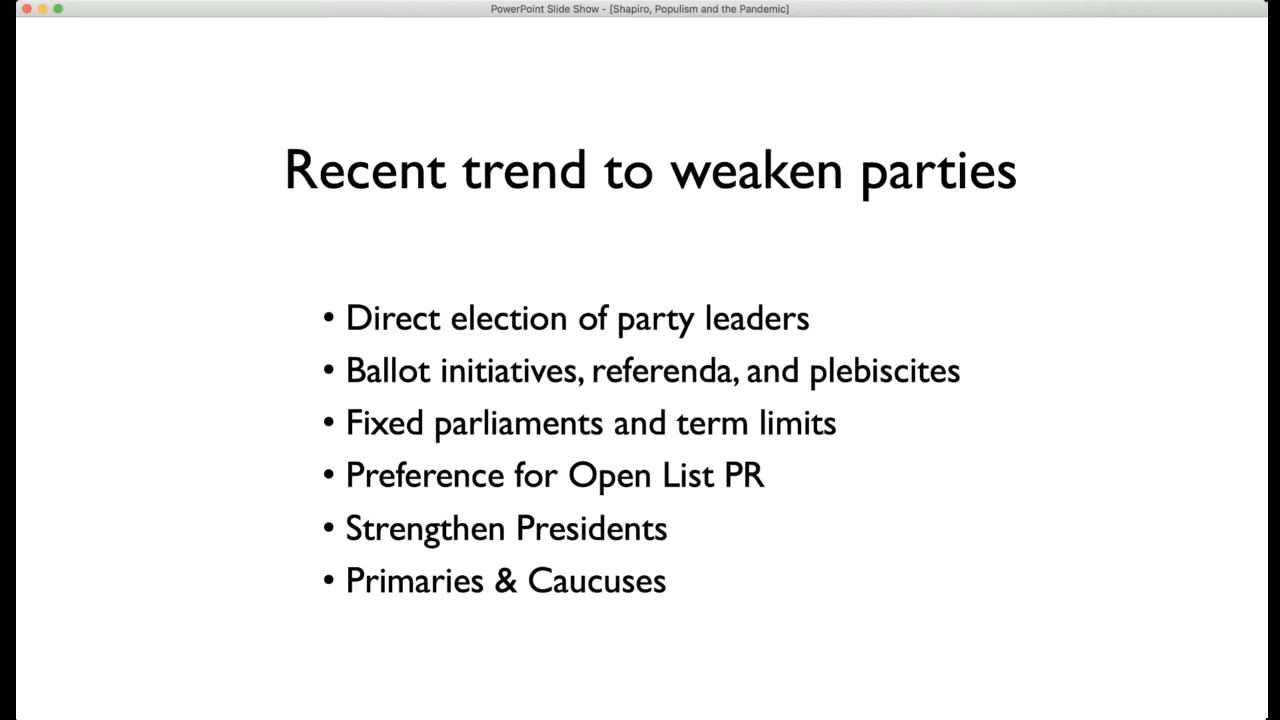 PowerPoint Slide Show - [Shapiro, Populism and the Pandemic]
Recent trend to weaken parties
• Direct election of party leaders
• Ballot initiatives, referenda, and plebiscites
• Fixed parliaments and term limits
• Preference for Open List PR
• Strengthen Presidents
• Primaries & Caucuses